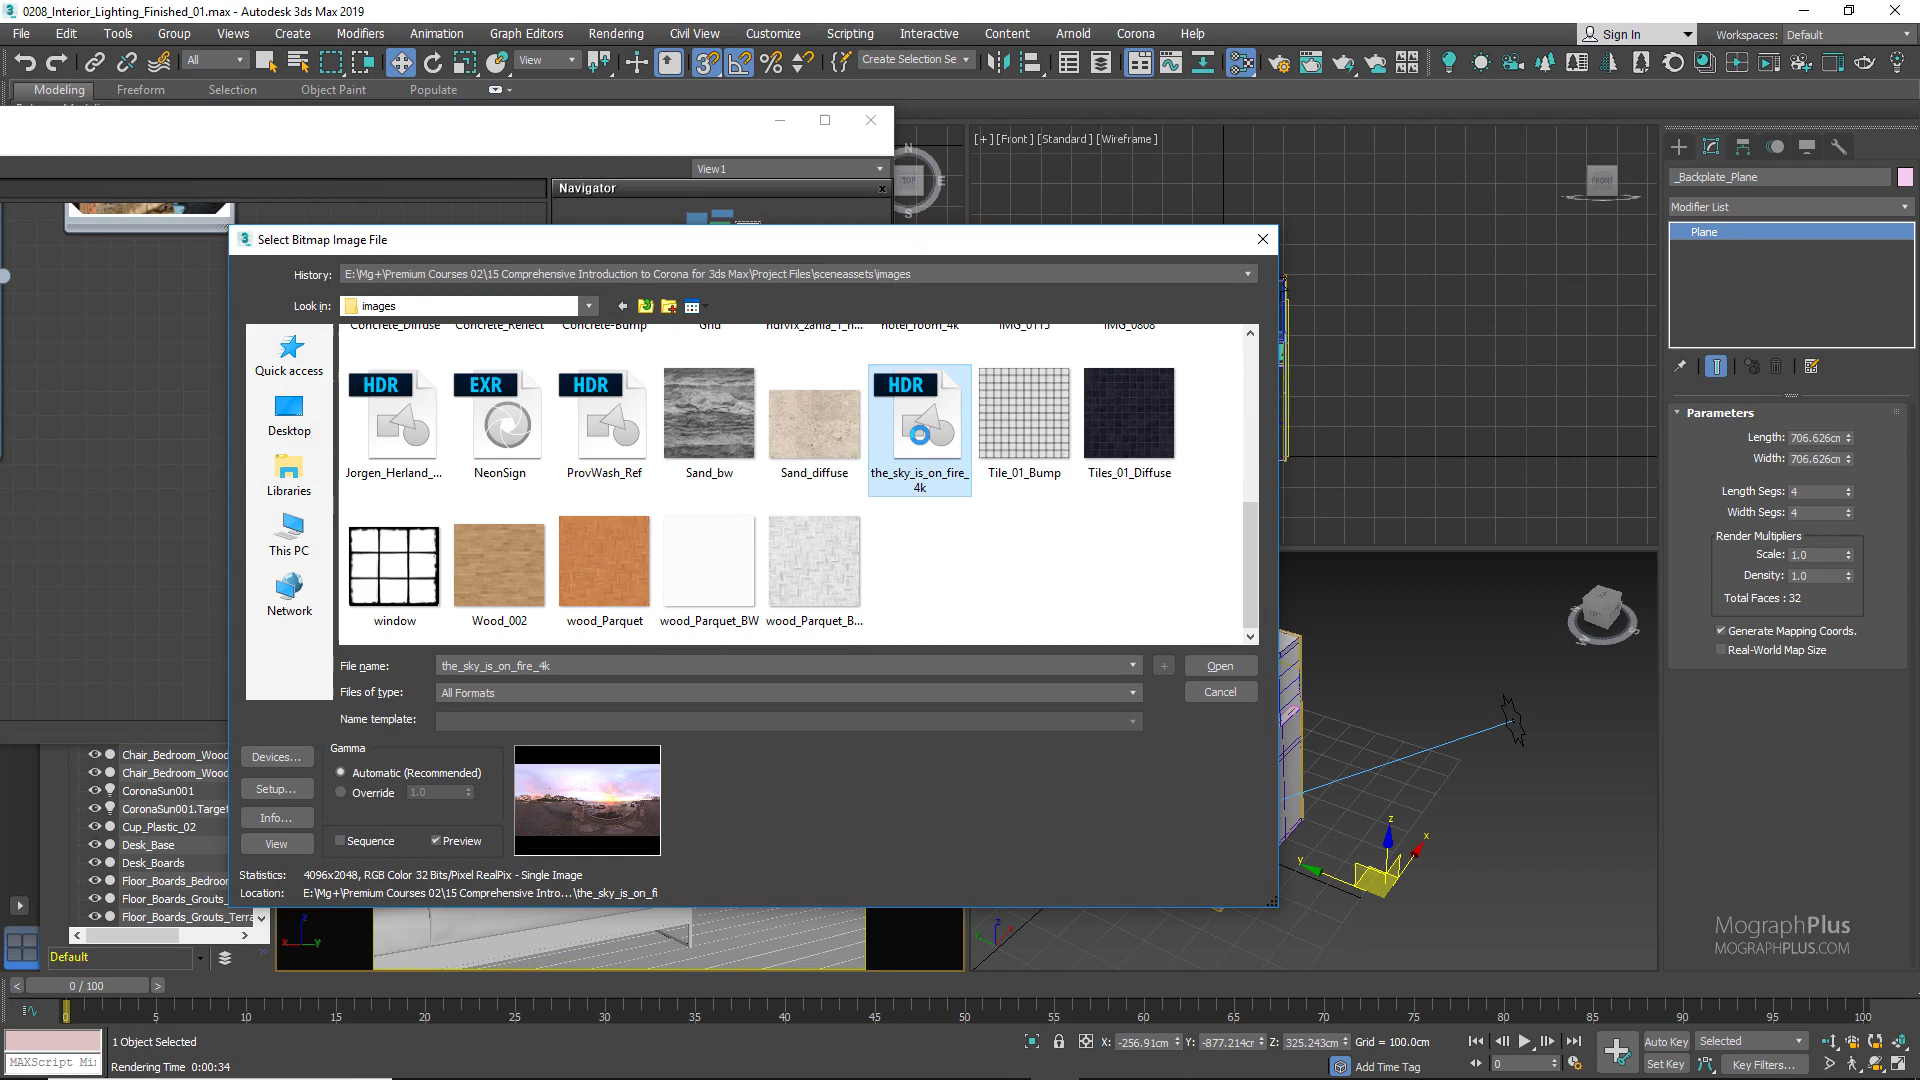 0208_Interior_Lighting_Finished_01.max - Autodesk 3ds Max 2019
File Edit Tools Group Views Create Modifiers Animation Graph Editors Rendering Civil View Customize Scripting Interactive Content Arnold Corona Help
Sign In
Workspaces: Default
All
View
Create Selection Se
Modeling Freeform Selection Object Paint Populate
View1
Navigator
TOP
N
E
S
[+] [Front] [Standard] [Wireframe]
FRONT
_Backplate_Plane
Modifier List
Plane
Parameters
Length: 706.626cm
Width: 706.626cm
Length Segs: 4
Width Segs: 4
Render Multipliers
Scale: 1.0
Density: 1.0
Total Faces : 32
Generate Mapping Coords.
Real-World Map Size
Select Bitmap Image File
History: E:\Mg+\Premium Courses 02\15 Comprehensive Introduction to Corona for 3ds Max\Project Files\sceneassets\images
Look in: images
Concrete_Diffuse Concrete_Reflect Concrete-Bump Grid hdrvfx_zania_1_n... hotel_room_4k IMG_0115 IMG_0808
Quick access
Desktop
Libraries
This PC
Network
HDR EXR HDR HDR
Jorgen_Herland_... NeonSign ProvWash_Ref Sand_bw Sand_diffuse the_sky_is_on_fire_4k Tile_01_Bump Tiles_01_Diffuse
window Wood_002 wood_Parquet wood_Parquet_BW wood_Parquet_B...
File name: the_sky_is_on_fire_4k
Open
Files of type: All Formats
Cancel
Name template:
Devices...
Setup...
Info...
View
Gamma
Automatic (Recommended)
Override 1.0
Sequence
Preview
Statistics: 4096x2048, RGB Color 32 Bits/Pixel RealPix - Single Image
Location: E:\Mg+\Premium Courses 02\15 Comprehensive Intro...\the_sky_is_on_fi
Chair_Bedroom_Wood
Chair_Bedroom_Wood
CoronaSun001
CoronaSun001.Target
Cup_Plastic_02
Desk_Base
Desk_Boards
Floor_Boards_Bedroom
Floor_Boards_Grouts_
Floor_Boards_Grouts_Terra
Default
z
x
y
z
x
y
z
MographPlus
MOGRAPHPLUS.COM
0 / 100
0 5 10 15 20 25 30 35 40 45 50 55 60 65 70 75 80 85 90 95 100
1 Object Selected
MAXScript Mi
Rendering Time 0:00:34
X: -256.91cm Y: -877.214cm Z: 325.243cm Grid = 100.0cm
Add Time Tag
0
Auto Key Selected
Set Key Key Filters...